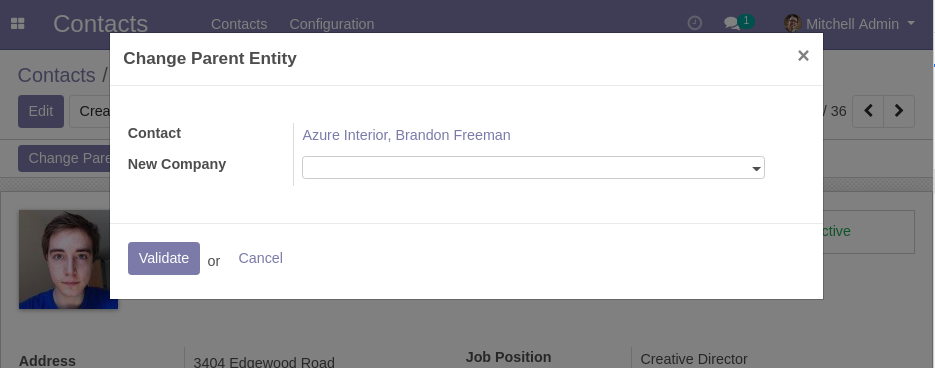 Contacts Contacts Configuration 1 Mitchell Admin
Change Parent Entity ×
Contacts /
Edit Crea / 36
Contact Azure Interior, Brandon Freeman
Change Pare
New Company
ctive
Validate or Cancel
Address 3404 Edgewood Road Job Position Creative Director